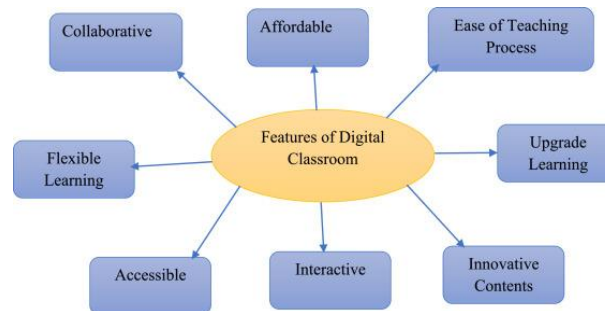 Collaborative
Affordable
Ease of Teaching
Process
Features of Digital
Classroom
Flexible
Learning
Upgrade
Learning
Accessible
Interactive
Innovative
Contents